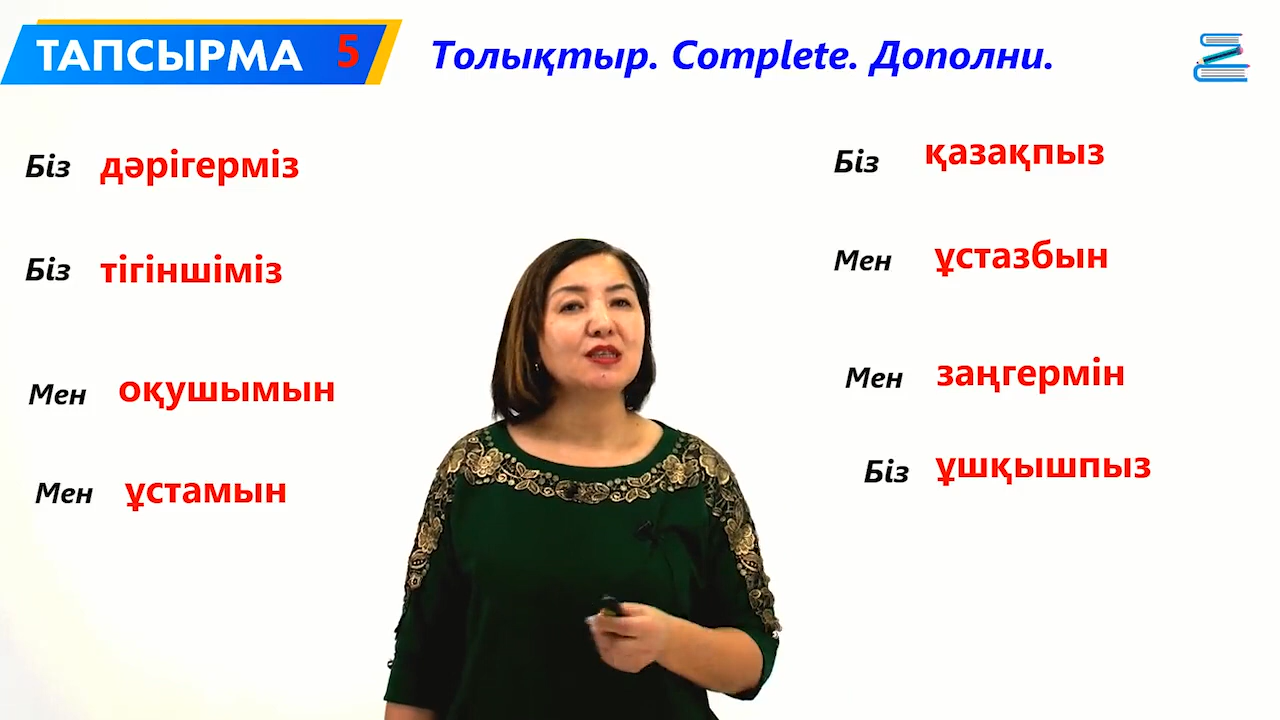 ТАПСЫРМА 5
Толықтыр. Complete. Дополни.
Біз дәрігерміз
Біз тігіншіміз
Мен оқушымын
Мен ұстамын
Біз қазақпыз
Мен ұстазбын
Мен заңгермін
Біз ұшқышпыз